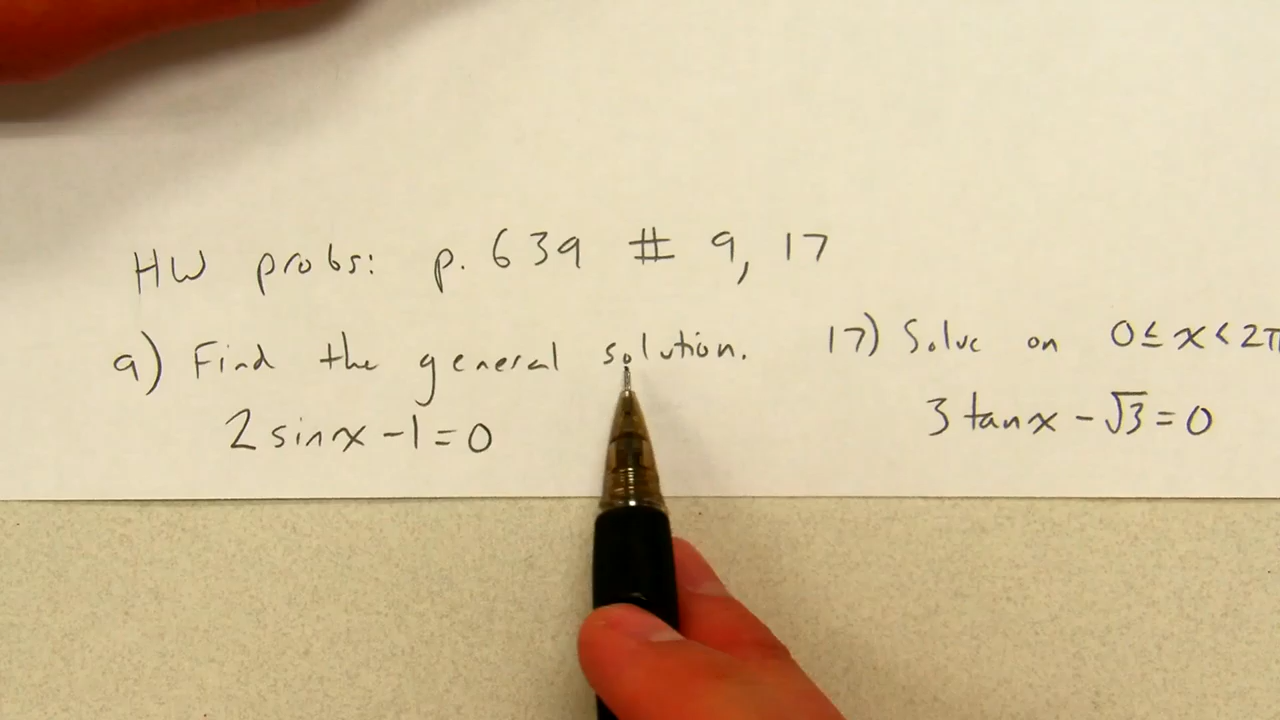 HW probs: p. 639 # 9, 17
9) Find the general solution.
2 sin x - 1 = 0
17) Solve on 0 ≤ x < 2π
3 tan x - √3 = 0